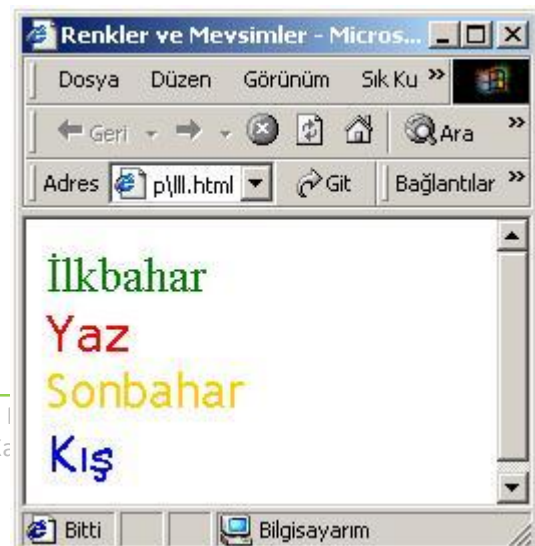 Renkler ve Mevsimler - Micros...
Dosya Düzen Görünüm Sık Ku »
Geri Ara »
Adres p\lll.html Git Bağlantılar »
İlkbahar
Yaz
Sonbahar
Kış
Bitti Bilgisayarım